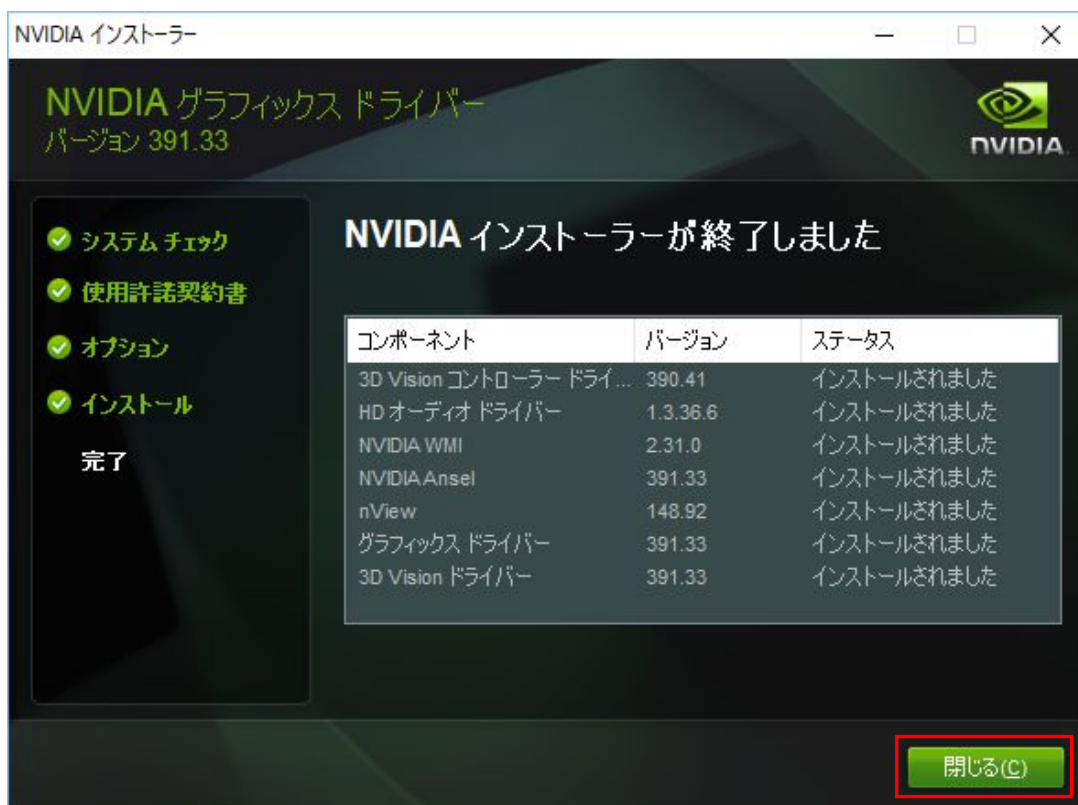 NVIDIA インストーラー
NVIDIA グラフィックス ドライバー
バージョン 391.33
NVIDIA.
システム チェック
使用許諾契約書
オプション
インストール
完了
NVIDIA インストーラーが終了しました
コンポーネント バージョン ステータス
3D Vision コントローラー ドライ... 390.41 インストールされました
HD オーディオ ドライバー 1.3.36.6 インストールされました
NVIDIA WMI 2.31.0 インストールされました
NVIDIA Ansel 391.33 インストールされました
nView 148.92 インストールされました
グラフィックス ドライバー 391.33 インストールされました
3D Vision ドライバー 391.33 インストールされました
閉じる(C)